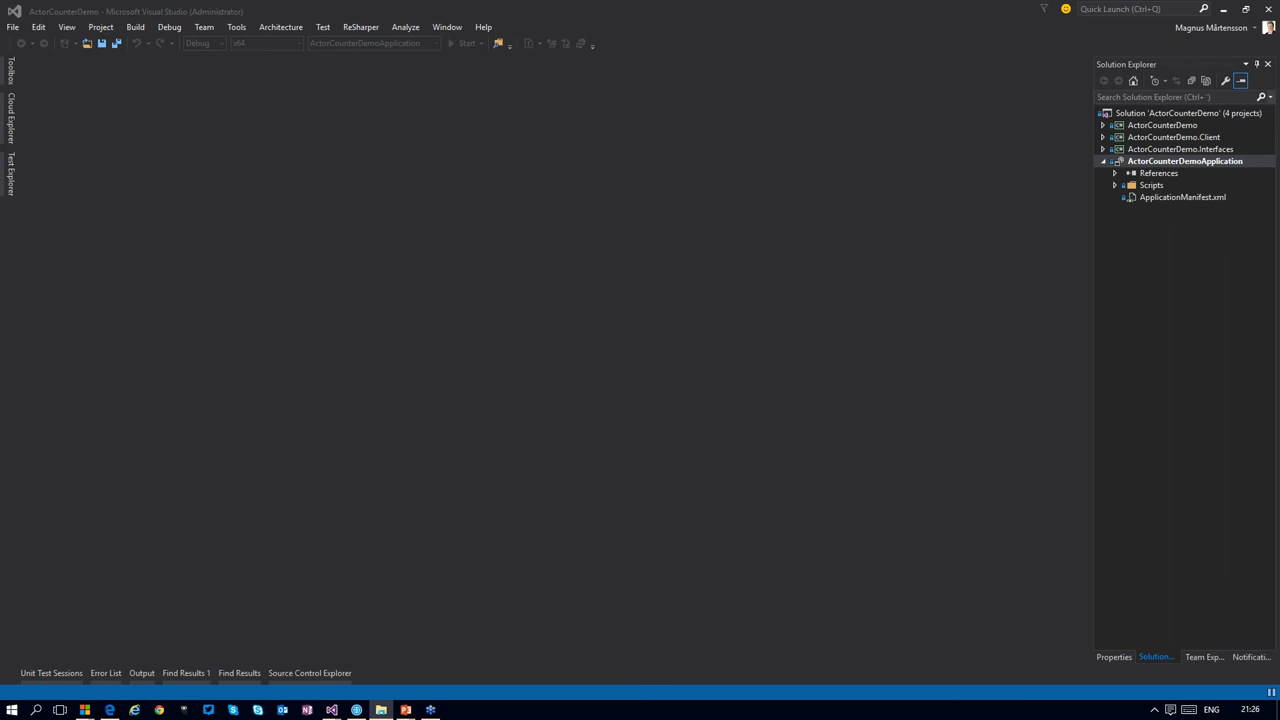 ActorCounterDemo - Microsoft Visual Studio (Administrator)
Quick Launch (Ctrl+Q)
File Edit View Project Build Debug Team Tools Architecture Test ReSharper Analyze Window Help
Magnus Mårtensson
Debug x64 ActorCounterDemoApplication Start
Toolbox
Cloud Explorer
Test Explorer
Solution Explorer
Search Solution Explorer (Ctrl+¨)
Solution 'ActorCounterDemo' (4 projects)
ActorCounterDemo
ActorCounterDemo.Client
ActorCounterDemo.Interfaces
ActorCounterDemoApplication
References
Scripts
ApplicationManifest.xml
Properties Solution... Team Exp... Notificati...
Unit Test Sessions Error List Output Find Results 1 Find Results Source Control Explorer
ENG 21:26